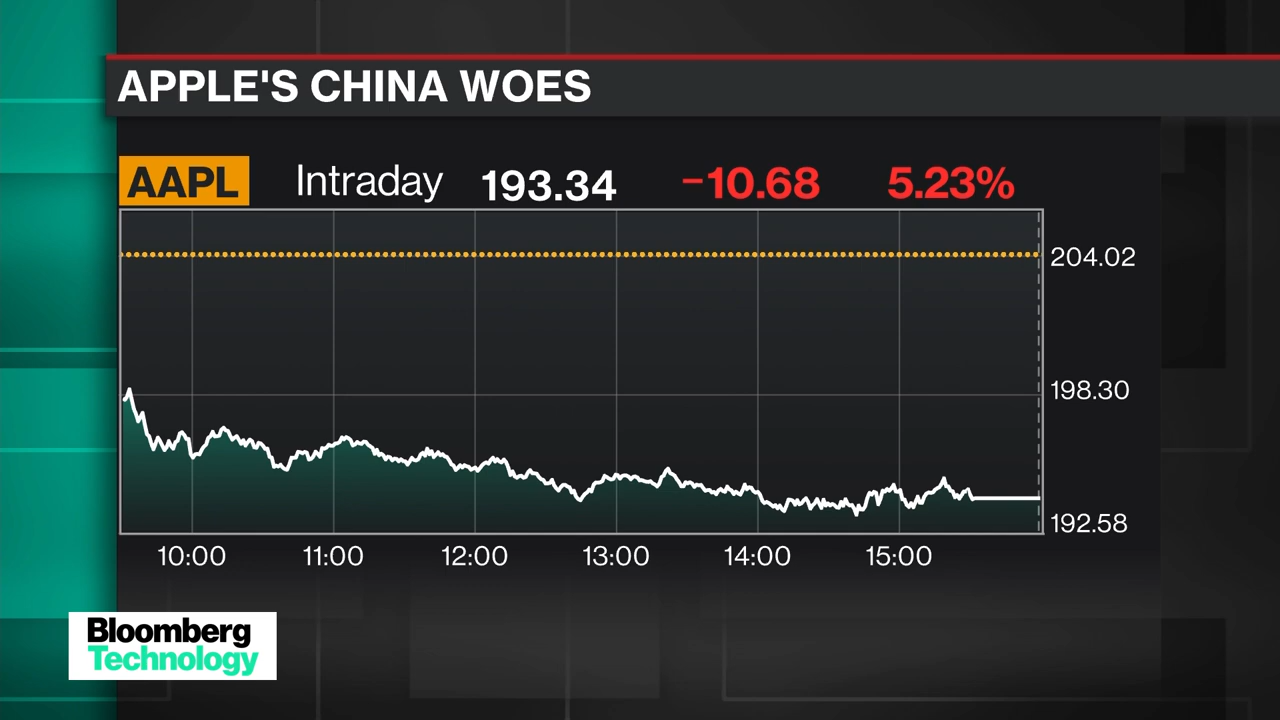 APPLE'S CHINA WOES
AAPL Intraday 193.34 −10.68 5.23%
204.02
198.30
192.58
10:00 11:00 12:00 13:00 14:00 15:00
Bloomberg
Technology